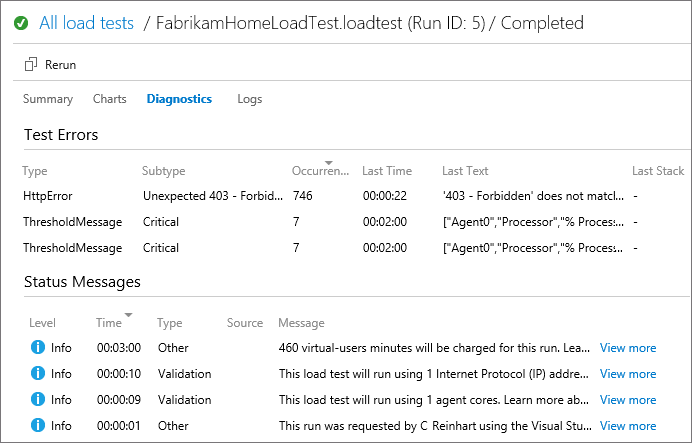 All load tests / FabrikamHomeLoadTest.loadtest (Run ID: 5) / Completed
Rerun
Summary Charts Diagnostics Logs
Test Errors
Type Subtype Occurren... Last Time Last Text Last Stack
HttpError Unexpected 403 - Forbid... 746 00:00:22 '403 - Forbidden' does not matcl... -
ThresholdMessage Critical 7 00:02:00 ["Agent0","Processor","% Proces... -
ThresholdMessage Critical 7 00:02:00 ["Agent0","Processor","% Proces... -
Status Messages
Level Time Type Source Message
Info 00:03:00 Other 460 virtual-users minutes will be charged for this run. Lea... View more
Info 00:00:10 Validation This load test will run using 1 Internet Protocol (IP) addre... View more
Info 00:00:09 Validation This load test will run using 1 agent cores. Learn more ab... View more
Info 00:00:01 Other This run was requested by C Reinhart using the Visual Stu... View more